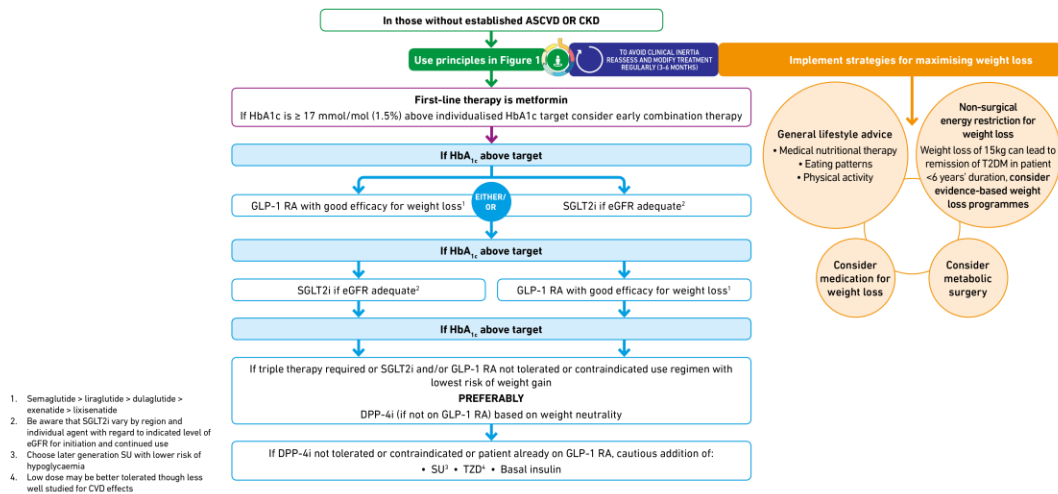 In those without established ASCVD OR CKD
Use principles in Figure 1
TO AVOID CLINICAL INERTIA
REASSESS AND MODIFY TREATMENT
REGULARLY (3-6 MONTHS)
Implement strategies for maximising weight loss
First-line therapy is metformin
If HbA1c is ≥ 17 mmol/mol (1.5%) above individualised HbA1c target consider early combination therapy
If HbA1c above target
GLP-1 RA with good efficacy for weight loss1
EITHER/
OR
SGLT2i if eGFR adequate2
If HbA1c above target
SGLT2i if eGFR adequate2
GLP-1 RA with good efficacy for weight loss1
If HbA1c above target
If triple therapy required or SGLT2i and/or GLP-1 RA not tolerated or contraindicated use regimen with
lowest risk of weight gain
PREFERABLY
DPP-4i (if not on GLP-1 RA) based on weight neutrality
If DPP-4i not tolerated or contraindicated or patient already on GLP-1 RA, cautious addition of:
• SU3 • TZD4 • Basal insulin
General lifestyle advice
• Medical nutritional therapy
• Eating patterns
• Physical activity
Non-surgical
energy restriction for
weight loss
Weight loss of 15kg can lead to
remission of T2DM in patient
<6 years' duration, consider
evidence-based weight
loss programmes
Consider
medication for
weight loss
Consider
metabolic
surgery
1. Semaglutide > liraglutide > dulaglutide >
exenatide > lixisenatide
2. Be aware that SGLT2i vary by region and
individual agent with regard to indicated level of
eGFR for initiation and continued use
3. Choose later generation SU with lower risk of
hypoglycaemia
4. Low dose may be better tolerated though less
well studied for CVD effects